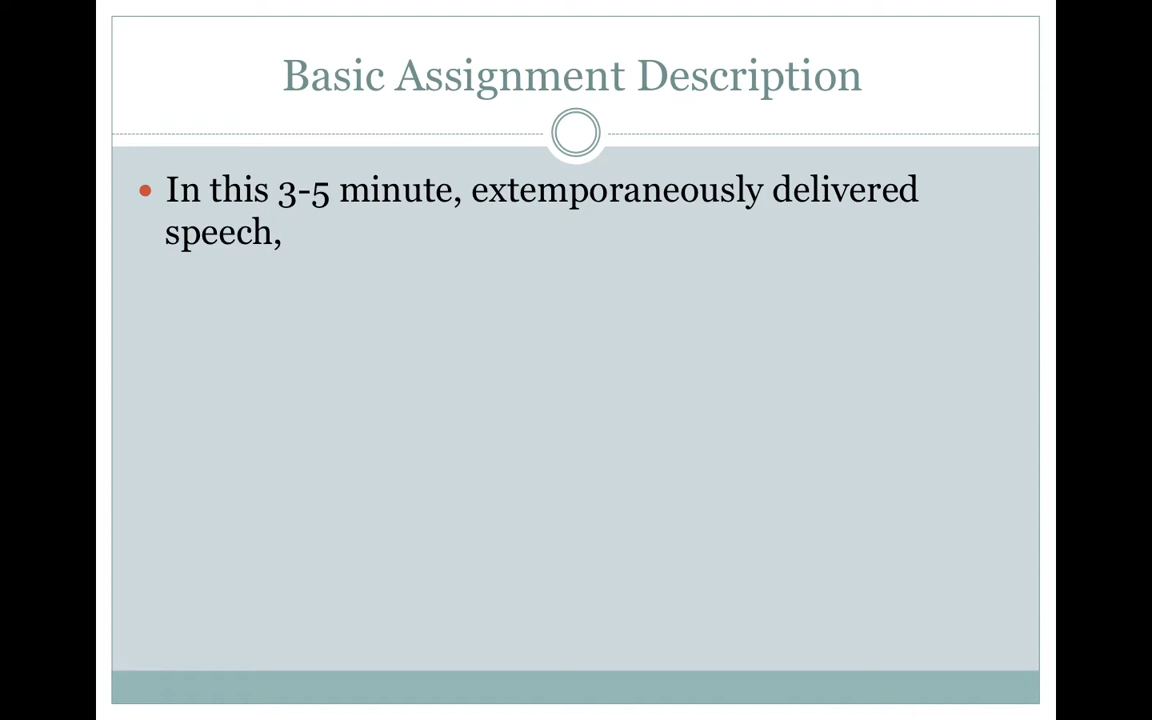 Basic Assignment Description
• In this 3-5 minute, extemporaneously delivered
speech,